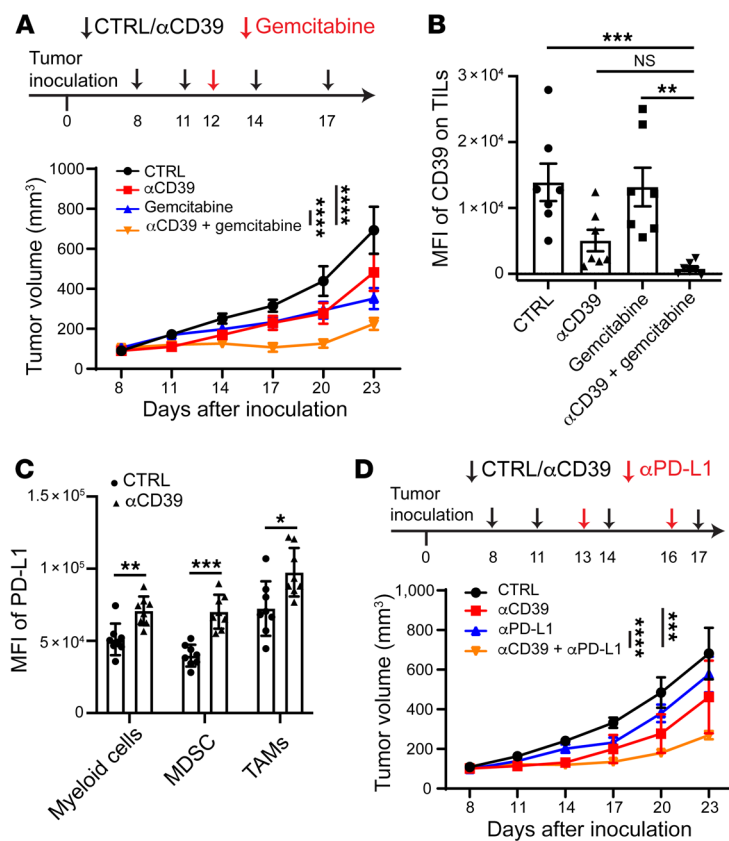 A
↓CTRL/αCD39 ↓Gemcitabine
Tumor
inoculation
0 8 11 12 14 17
1000
800
600
400
200
0
Tumor volume (mm³)
CTRL
αCD39
Gemcitabine
αCD39 + gemcitabine
****
****
8 11 14 17 20 23
Days after inoculation
B
***
NS
**
3×10⁴
2×10⁴
1×10⁴
0
MFI of CD39 on TILs
CTRL
αCD39
Gemcitabine
αCD39 + gemcitabine
C
CTRL
αCD39
1.5×10⁵
1×10⁵
5×10⁴
0
MFI of PD-L1
**
***
*
Myeloid cells
MDSC
TAMs
D
↓CTRL/αCD39 ↓αPD-L1
Tumor
inoculation
0 8 11 13 14 16 17
1,000
800
600
400
200
0
Tumor volume (mm³)
CTRL
αCD39
αPD-L1
αCD39 + αPD-L1
****
***
8 11 14 17 20 23
Days after inoculation